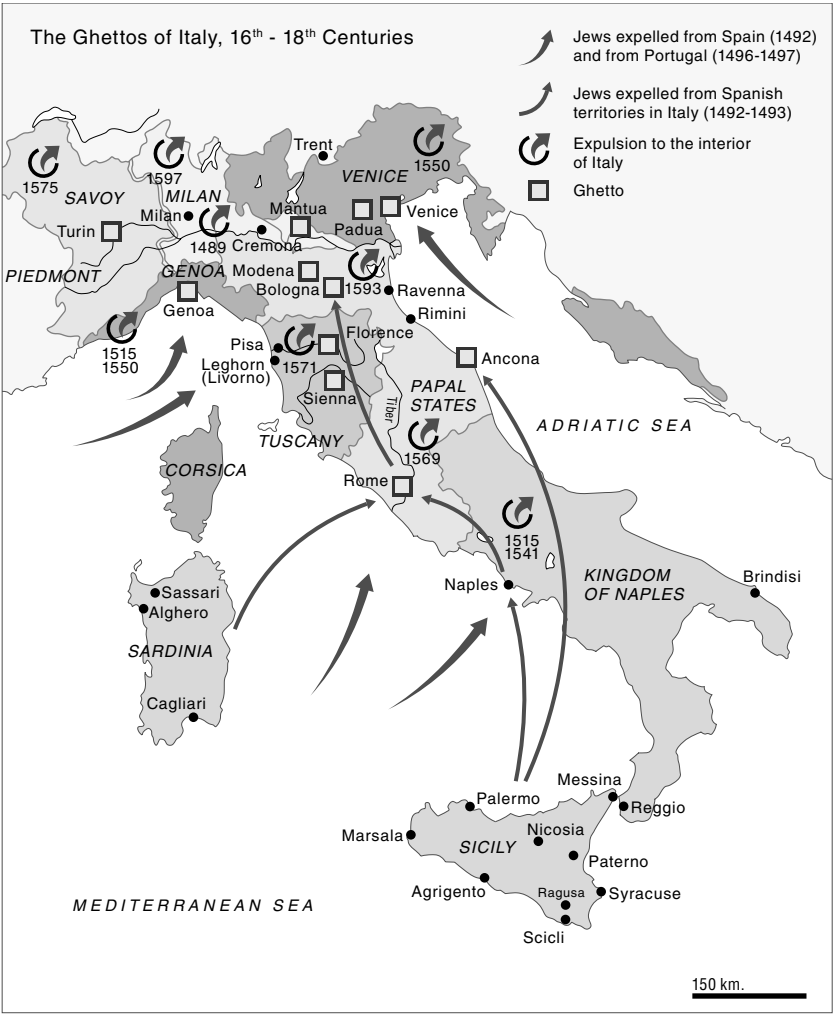 The Ghettos of Italy, 16th - 18th Centuries
Jews expelled from Spain (1492)
and from Portugal (1496-1497)
Jews expelled from Spanish
territories in Italy (1492-1493)
Expulsion to the interior
of Italy
Ghetto
Trent
1550
1575
1597
VENICE
SAVOY
MILAN
Milan
Mantua
Venice
Turin
Padua
1489
Cremona
PIEDMONT
GENOA
Modena
Bologna
1593
Ravenna
Genoa
Rimini
1515
1550
Pisa
Florence
Leghorn
(Livorno)
1571
Ancona
Sienna
PAPAL
STATES
Tiber
ADRIATIC SEA
TUSCANY
1569
CORSICA
Rome
1515
1541
Naples
KINGDOM
OF NAPLES
Brindisi
Sassari
Alghero
SARDINIA
Cagliari
Messina
Palermo
Reggio
Marsala
Nicosia
SICILY
Paterno
Agrigento
Ragusa
Syracuse
MEDITERRANEAN SEA
Scicli
150 km.